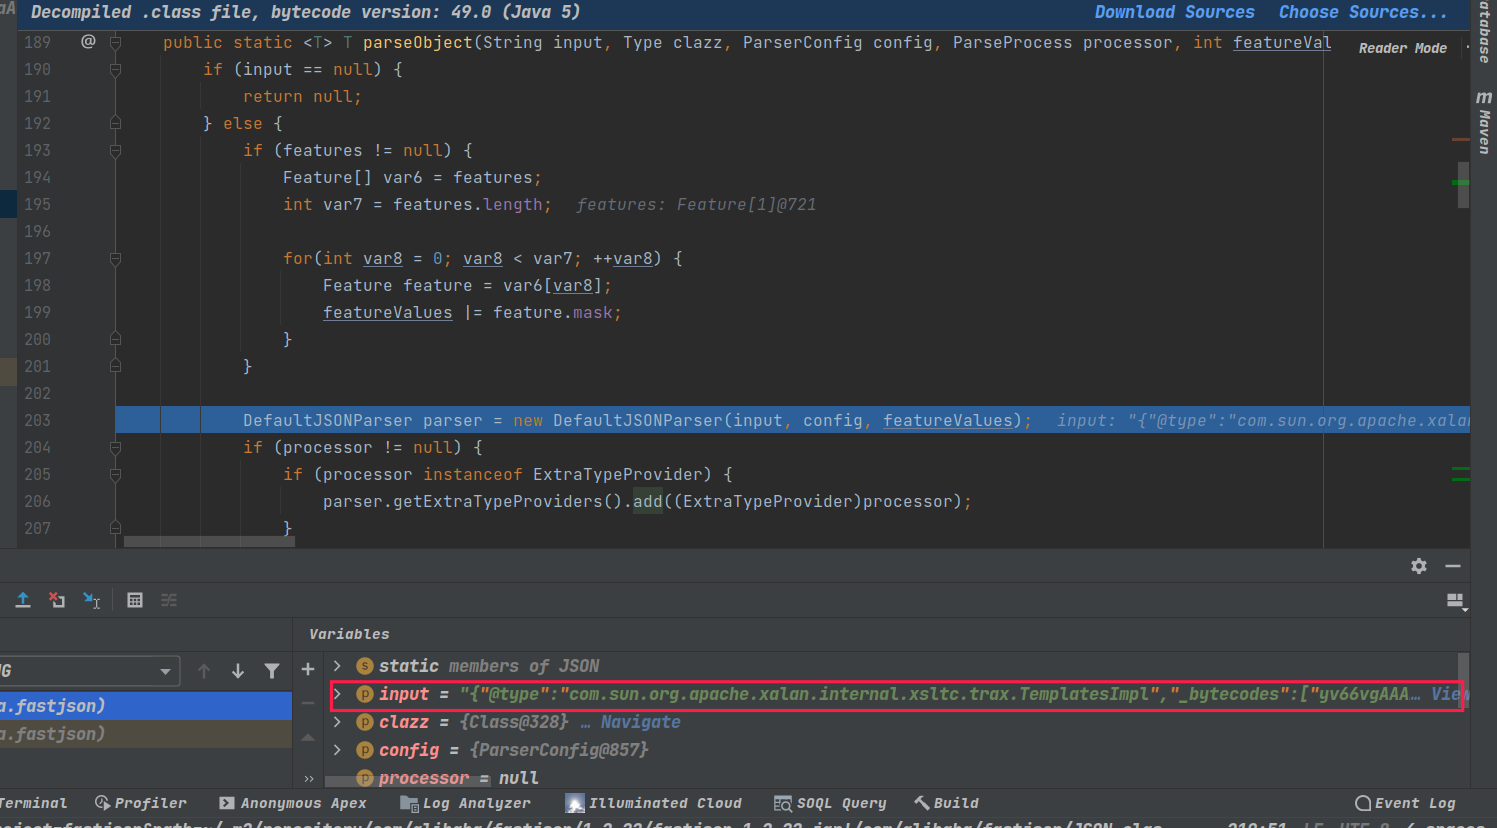 aA
Decompiled .class file, bytecode version: 49.0 (Java 5)
Download Sources Choose Sources...
189 @ public static <T> T parseObject(String input, Type clazz, ParserConfig config, ParseProcess processor, int featureVal
Reader Mode
190 if (input == null) {
191 return null;
192 } else {
193 if (features != null) {
194 Feature[] var6 = features;
195 int var7 = features.length; features: Feature[1]@721
196
197 for(int var8 = 0; var8 < var7; ++var8) {
198 Feature feature = var6[var8];
199 featureValues |= feature.mask;
200 }
201 }
202
203 DefaultJSONParser parser = new DefaultJSONParser(input, config, featureValues); input: "{"@type":"com.sun.org.apache.xalan
204 if (processor != null) {
205 if (processor instanceof ExtraTypeProvider) {
206 parser.getExtraTypeProviders().add((ExtraTypeProvider)processor);
207 }
atabase
m Maven
Variables
G
a.fastjson)
a.fastjson)
s static members of JSON
p input = "{"@type":"com.sun.org.apache.xalan.internal.xsltc.trax.TemplatesImpl","_bytecodes":["yv66vgAAA... View
p clazz = {Class@328} ... Navigate
p config = {ParserConfig@857}
p processor = null
Terminal Profiler Anonymous Apex Log Analyzer Illuminated Cloud SOQL Query Build Event Log